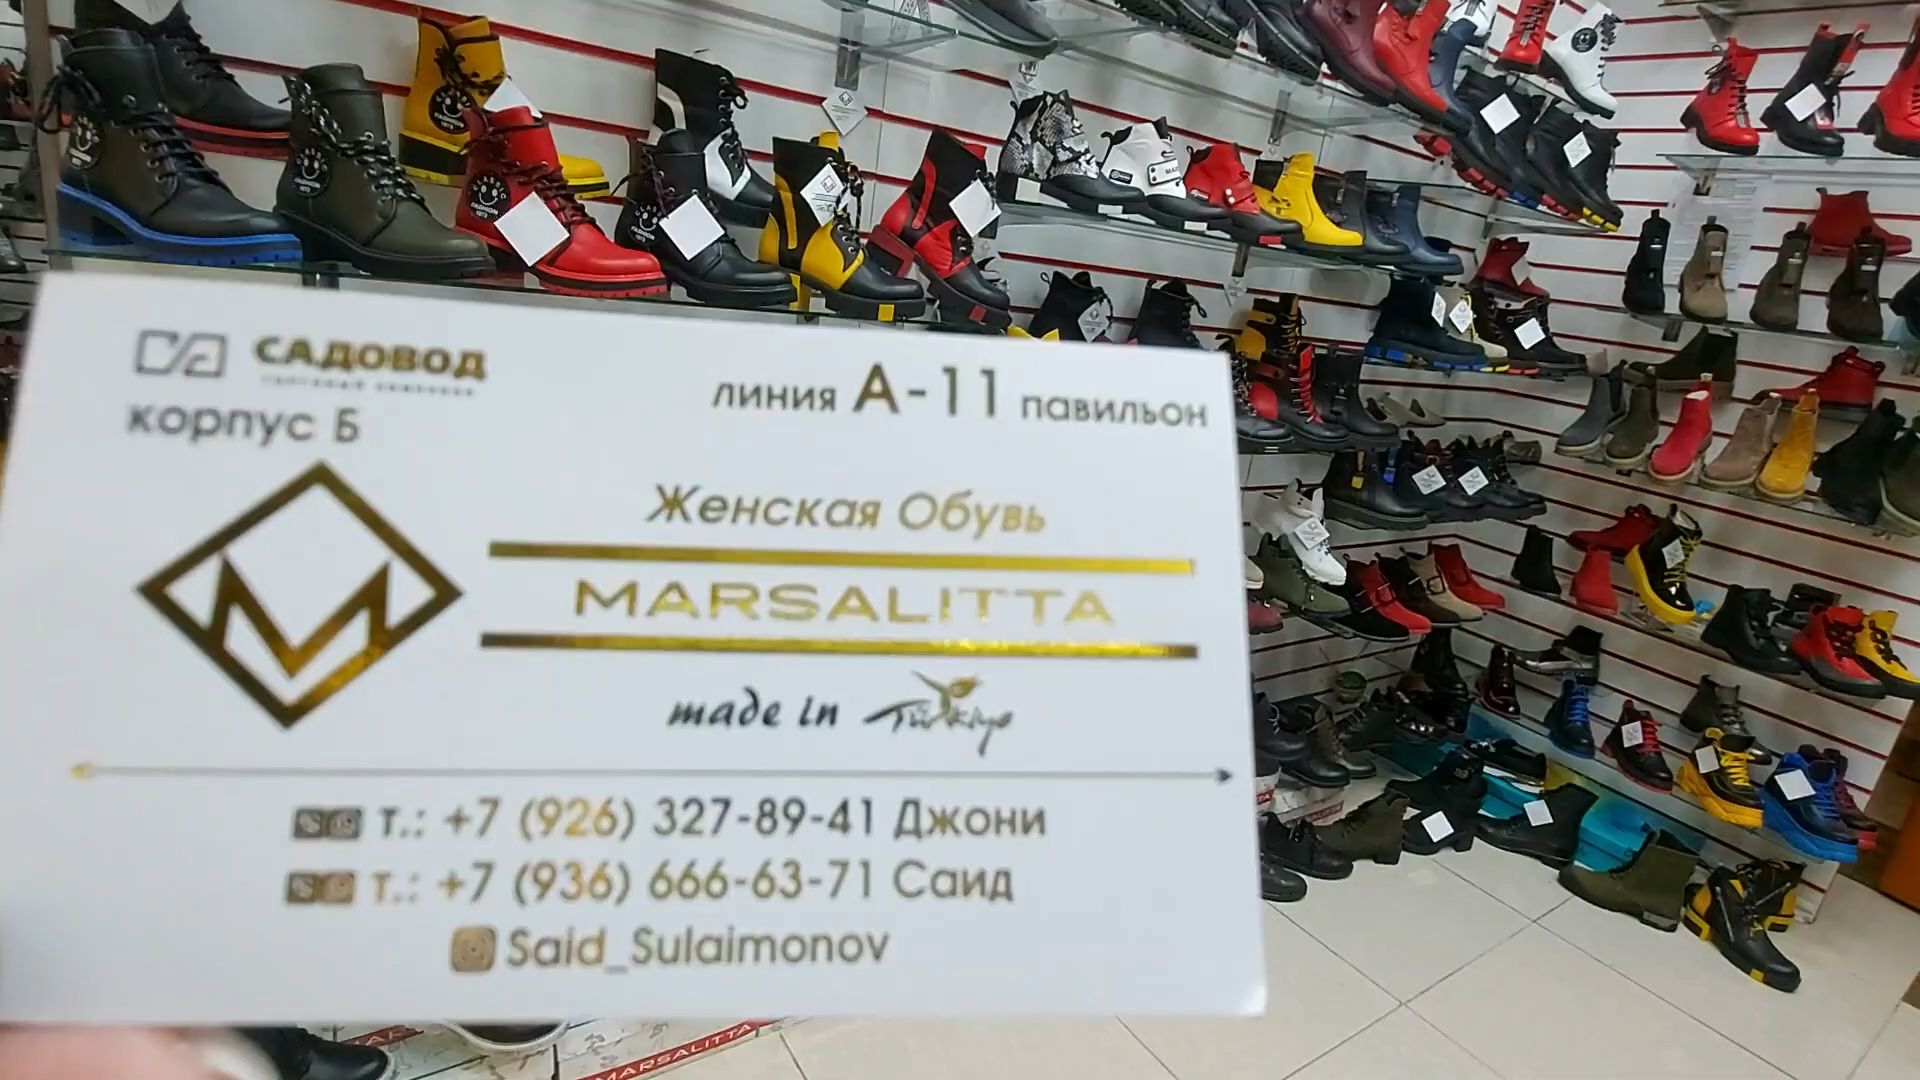 САДОВОД
корпус Б
линия А-11 павильон
Женская Обувь
MARSALITTA
made in Türkiye
т.: +7 (926) 327-89-41 Джони
т.: +7 (936) 666-63-71 Саид
Said_Sulaimonov
MARSALITTA